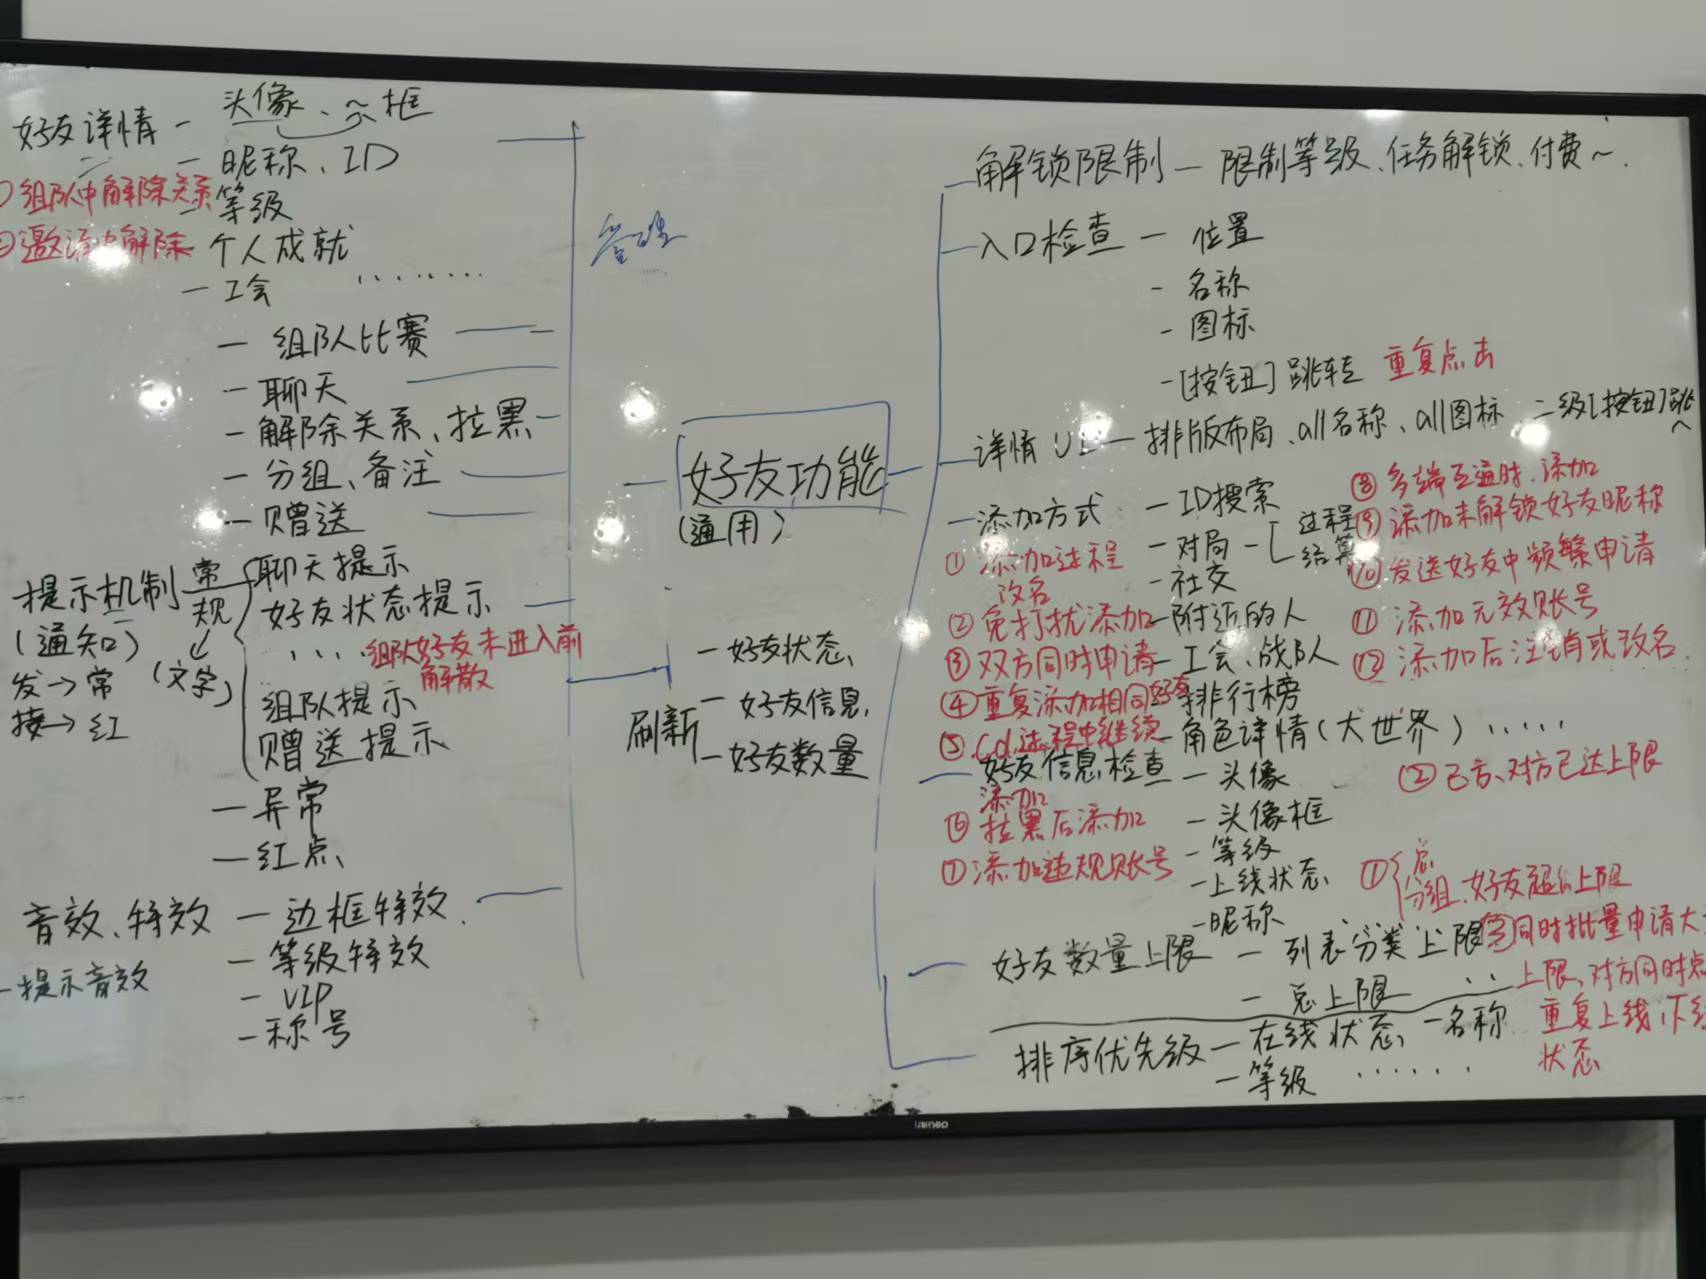 好友详情 - 头像、~框
- 昵称、ID
①组队中解除关系
- 等级
②邀请中解除
- 个人成就
- 工会 ········
- 组队比赛
- 聊天
- 解除关系、拉黑
- 分组、备注
- 赠送
提示机制 常规
(通知)
(文字)
发→常
接→红
聊天提示
好友状态提示
····
组队好友未进入前
解散
组队提示
赠送提示
- 异常
- 红点
音效、特效 - 边框特效
- 等级特效
- VIP
- 称号
- 提示音效
管理
好友功能
(通用)
刷新
- 好友状态
- 好友信息
- 好友数量
解锁限制 - 限制等级、任务解锁、付费~.
入口检查 - 位置
- 名称
- 图标
- [按钮] 跳转 重复点击
详情 UI - 排版布局、all名称、all图标 二级[按钮]跳~
添加方式 - ID搜索
- 对局 - [过程
结算
- 社交
- 附近的人
- 工会、战队
排行榜
- 角色详情(大世界) ·····
①添加过程
改名
②免打扰添加
③双方同时申请
④重复添加相同好友
⑤Cd过程中继续
添加
⑥拉黑后添加
⑦添加违规账号
⑧多端互通时、添加
⑨添加未解锁好友昵称
⑩发送好友中频繁申请
⑪添加无效账号
⑫添加后注销或改名
好友信息检查 - 头像
- 头像框
- 等级
- 上线状态
- 昵称
②己方、对方已达上限
①总
分组、好友超出上限
好友数量上限 - 列表分类上限
- 总上限 ··
③同时批量申请大
上限、对方同时点
排序优先级 - 在线状态 - 名称
- 等级 ······
重复上线下线
状态
uaineo